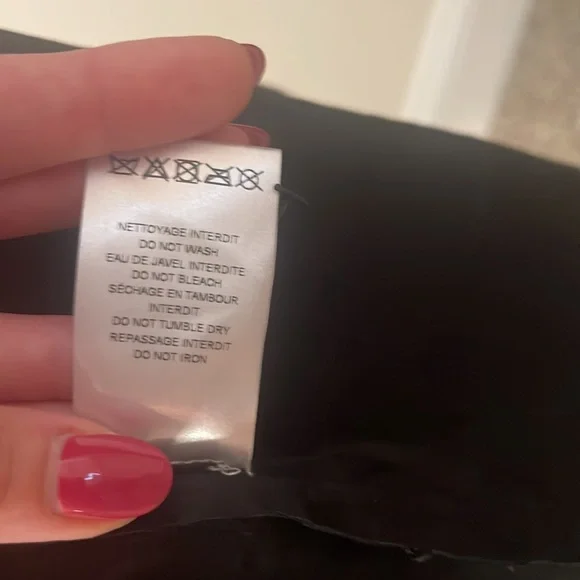 NETTOYAGE INTERDIT
DO NOT WASH
EAU DE JAVEL INTERDITE
DO NOT BLEACH
SÉCHAGE EN TAMBOUR
INTERDIT
DO NOT TUMBLE DRY
REPASSAGE INTERDIT
DO NOT IRON